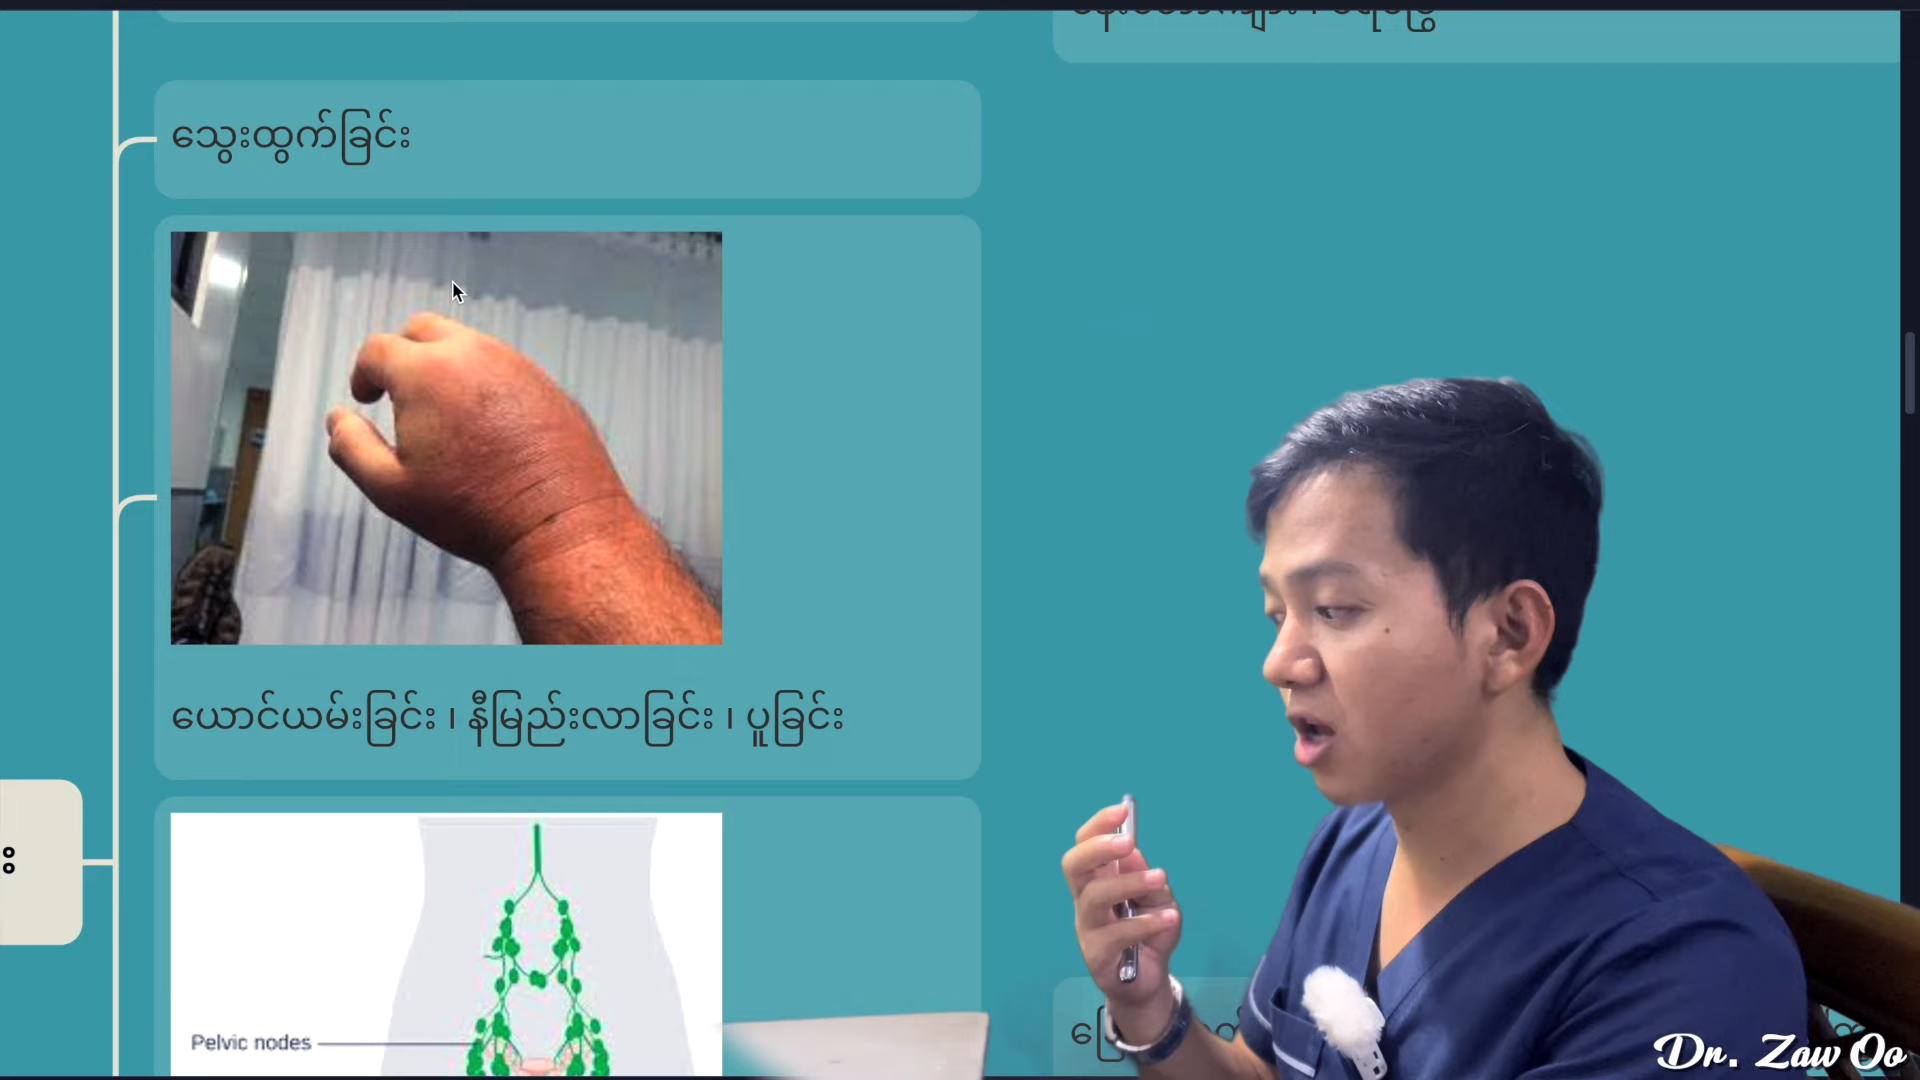 သွေးထွက်ခြင်း
ယောင်ယမ်းခြင်း ၊ နီမြည်းလာခြင်း ၊ ပူခြင်း
Pelvic nodes
Dr. Zaw Oo